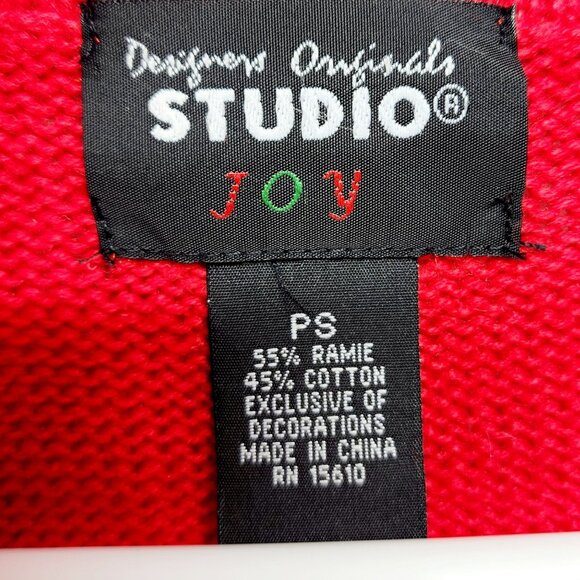 Designers Originals
STUDIO®
JOY
PS
55% RAMIE
45% COTTON
EXCLUSIVE OF
DECORATIONS
MADE IN CHINA
RN 15610